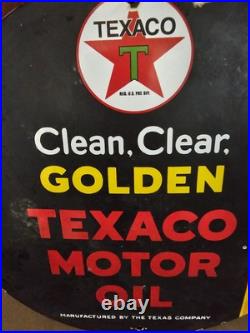 TEXACO
T
REG. U.S. PAT. OFF.
Clean, Clear,
GOLDEN
TEXACO
MOTOR
OIL
MANUFACTURED BY THE TEXAS COMPANY